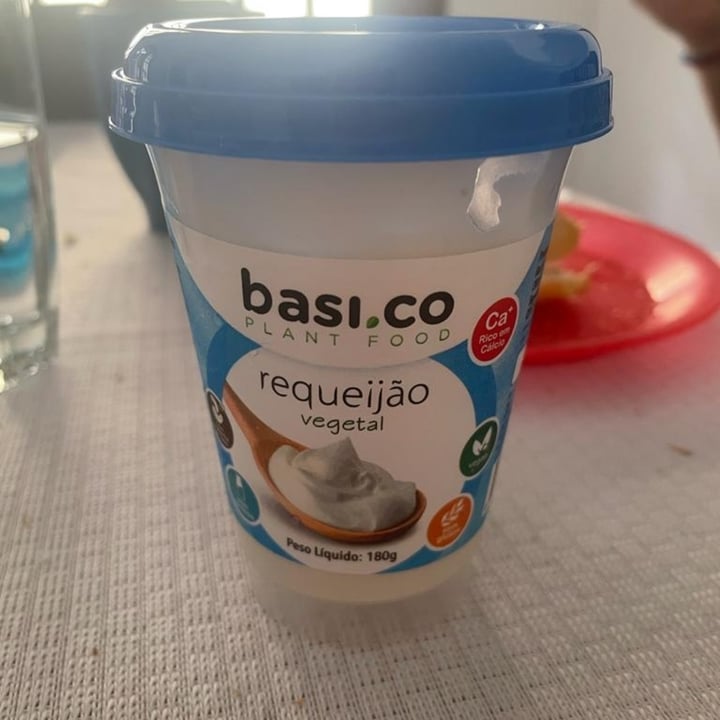 basi.co
PLANT FOOD
Ca+
Rico em
Cálcio
requeijão
vegetal
Peso Líquido: 180g